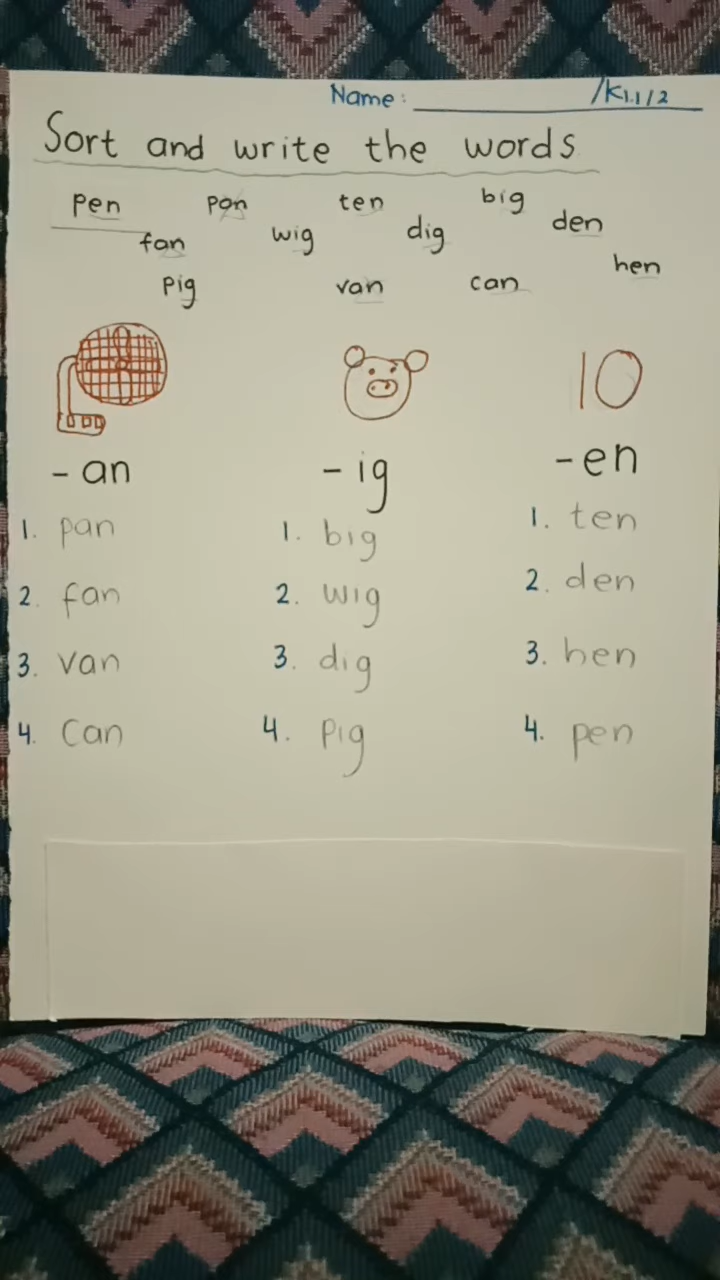 Name: /K1.1/2
Sort and write the words
pen pan ten big
fan wig dig den
pig van can hen
10
-an -ig -en
1. pan 1. big 1. ten
2. fan 2. wig 2. den
3. van 3. dig 3. hen
4. can 4. pig 4. pen